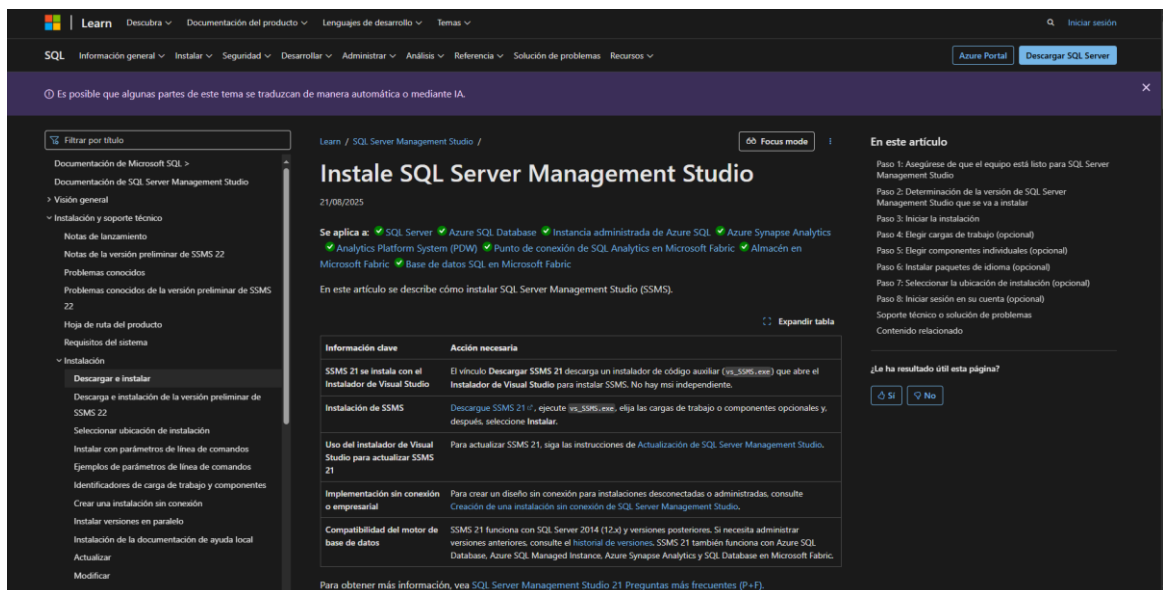 Learn Descubra Documentación del producto Lenguajes de desarrollo Temas Iniciar sesión
SQL Información general Instalar Seguridad Desarrollar Administrar Análisis Referencia Solución de problemas Recursos Azure Portal Descargar SQL Server
Es posible que algunas partes de este tema se traduzcan de manera automática o mediante IA.
Filtrar por título
Documentación de Microsoft SQL >
Documentación de SQL Server Management Studio
Visión general
Instalación y soporte técnico
Notas de lanzamiento
Notas de la versión preliminar de SSMS 22
Problemas conocidos
Problemas conocidos de la versión preliminar de SSMS
22
Hoja de ruta del producto
Requisitos del sistema
Instalación
Descargar e instalar
Descarga e instalación de la versión preliminar de
SSMS 22
Seleccionar ubicación de instalación
Instalar con parámetros de línea de comandos
Ejemplos de parámetros de línea de comandos
Identificadores de carga de trabajo y componentes
Crear una instalación sin conexión
Instalar versiones en paralelo
Instalación de la documentación de ayuda local
Actualizar
Modificar
Learn / SQL Server Management Studio /
Focus mode
Instale SQL Server Management Studio
21/08/2025
Se aplica a: SQL Server Azure SQL Database Instancia administrada de Azure SQL Azure Synapse Analytics
Analytics Platform System (PDW) Punto de conexión de SQL Analytics en Microsoft Fabric Almacén en
Microsoft Fabric Base de datos SQL en Microsoft Fabric
En este artículo se describe cómo instalar SQL Server Management Studio (SSMS).
Expandir tabla
Información clave Acción necesaria
SSMS 21 se instala con el Instalador de Visual Studio
El vínculo Descargar SSMS 21 descarga un instalador de código auxiliar (vs_SSMS.exe) que abre el
Instalador de Visual Studio para instalar SSMS. No hay msi independiente.
Instalación de SSMS
Descargue SSMS 21, ejecute vs_SSMS.exe, elija las cargas de trabajo o componentes opcionales y,
después, seleccione Instalar.
Uso del instalador de Visual
Studio para actualizar SSMS
21
Para actualizar SSMS 21, siga las instrucciones de Actualización de SQL Server Management Studio.
Implementación sin conexión
o empresarial
Para crear un diseño sin conexión para instalaciones desconectadas o administradas, consulte
Creación de una instalación sin conexión de SQL Server Management Studio.
Compatibilidad del motor de
base de datos
SSMS 21 funciona con SQL Server 2014 (12.x) y versiones posteriores. Si necesita administrar
versiones anteriores, consulte el historial de versiones. SSMS 21 también funciona con Azure SQL
Database, Azure SQL Managed Instance, Azure Synapse Analytics y SQL Database en Microsoft Fabric.
Para obtener más información, vea SQL Server Management Studio 21 Preguntas más frecuentes (P+F).
En este artículo
Paso 1: Asegúrese de que el equipo está listo para SQL Server
Management Studio
Paso 2: Determinación de la versión de SQL Server
Management Studio que se va a instalar
Paso 3: Iniciar la instalación
Paso 4: Elegir cargas de trabajo (opcional)
Paso 5: Elegir componentes individuales (opcional)
Paso 6: Instalar paquetes de idioma (opcional)
Paso 7: Seleccionar la ubicación de instalación (opcional)
Paso 8: Iniciar sesión en su cuenta (opcional)
Soporte técnico o solución de problemas
Contenido relacionado
¿Le ha resultado útil esta página?
Sí No